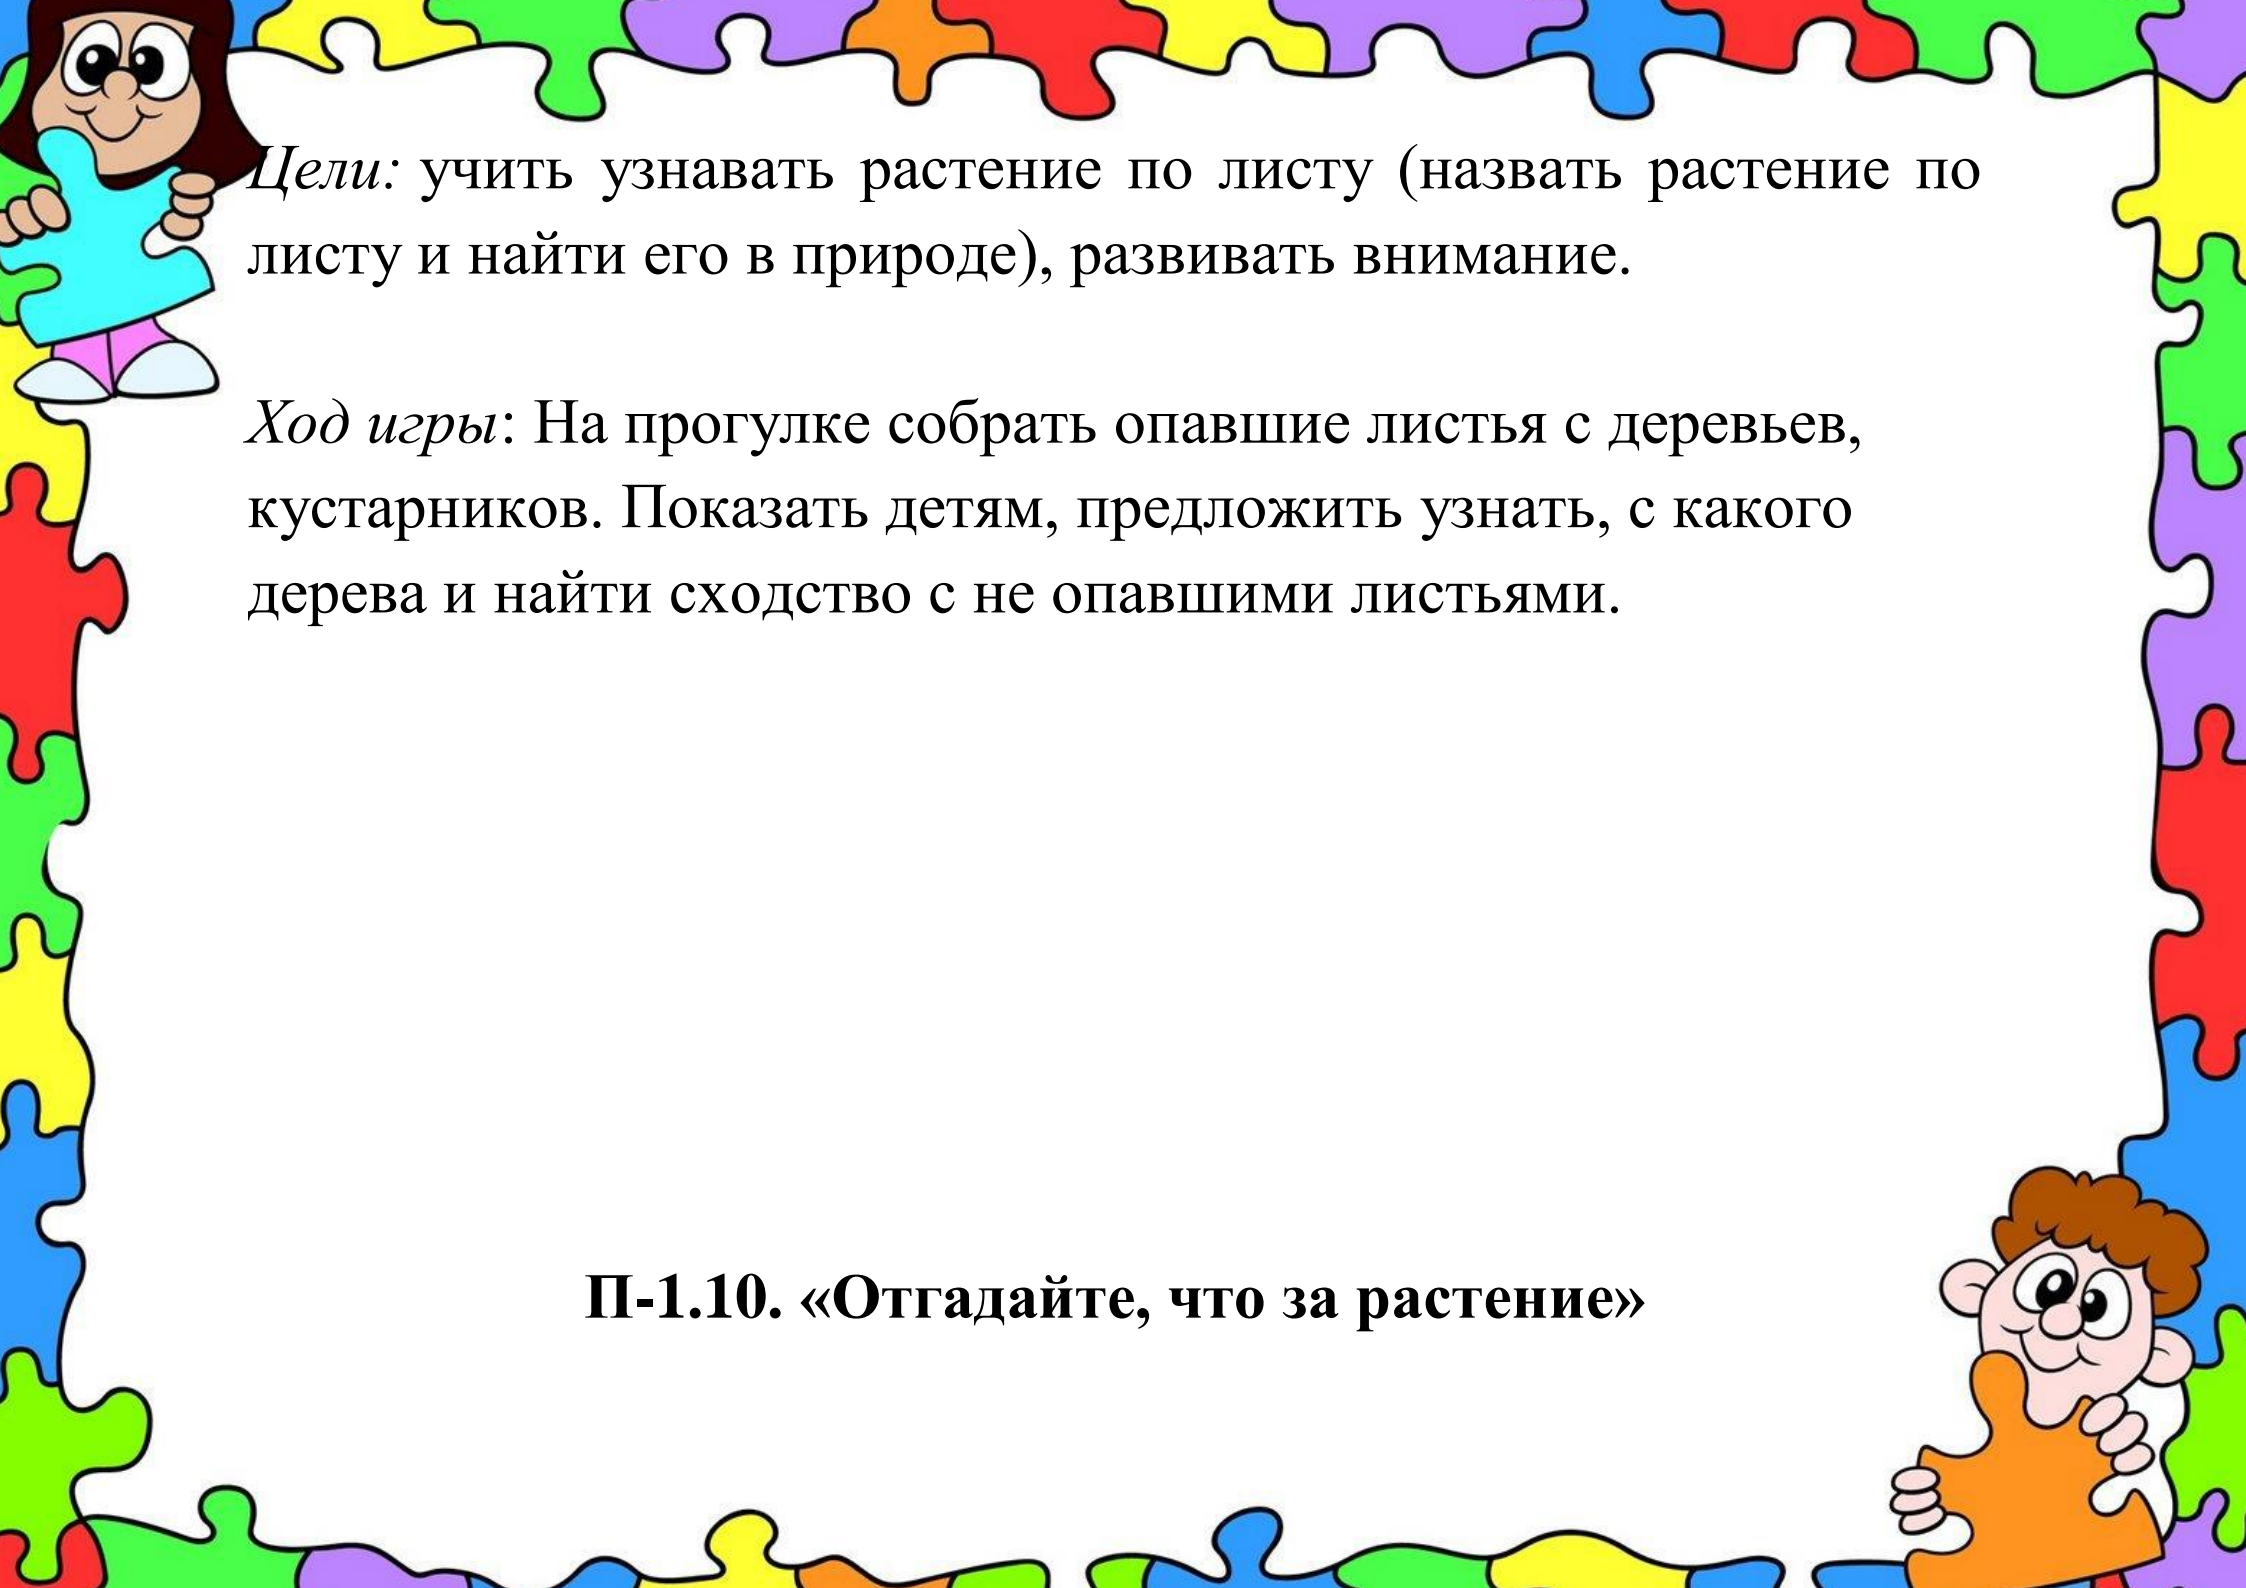 Цели: учить узнавать растение по листу (назвать растение по
листу и найти его в природе), развивать внимание.
Ход игры: На прогулке собрать опавшие листья с деревьев,
кустарников. Показать детям, предложить узнать, с какого
дерева и найти сходство с не опавшими листьями.
П-1.10. «Отгадайте, что за растение»